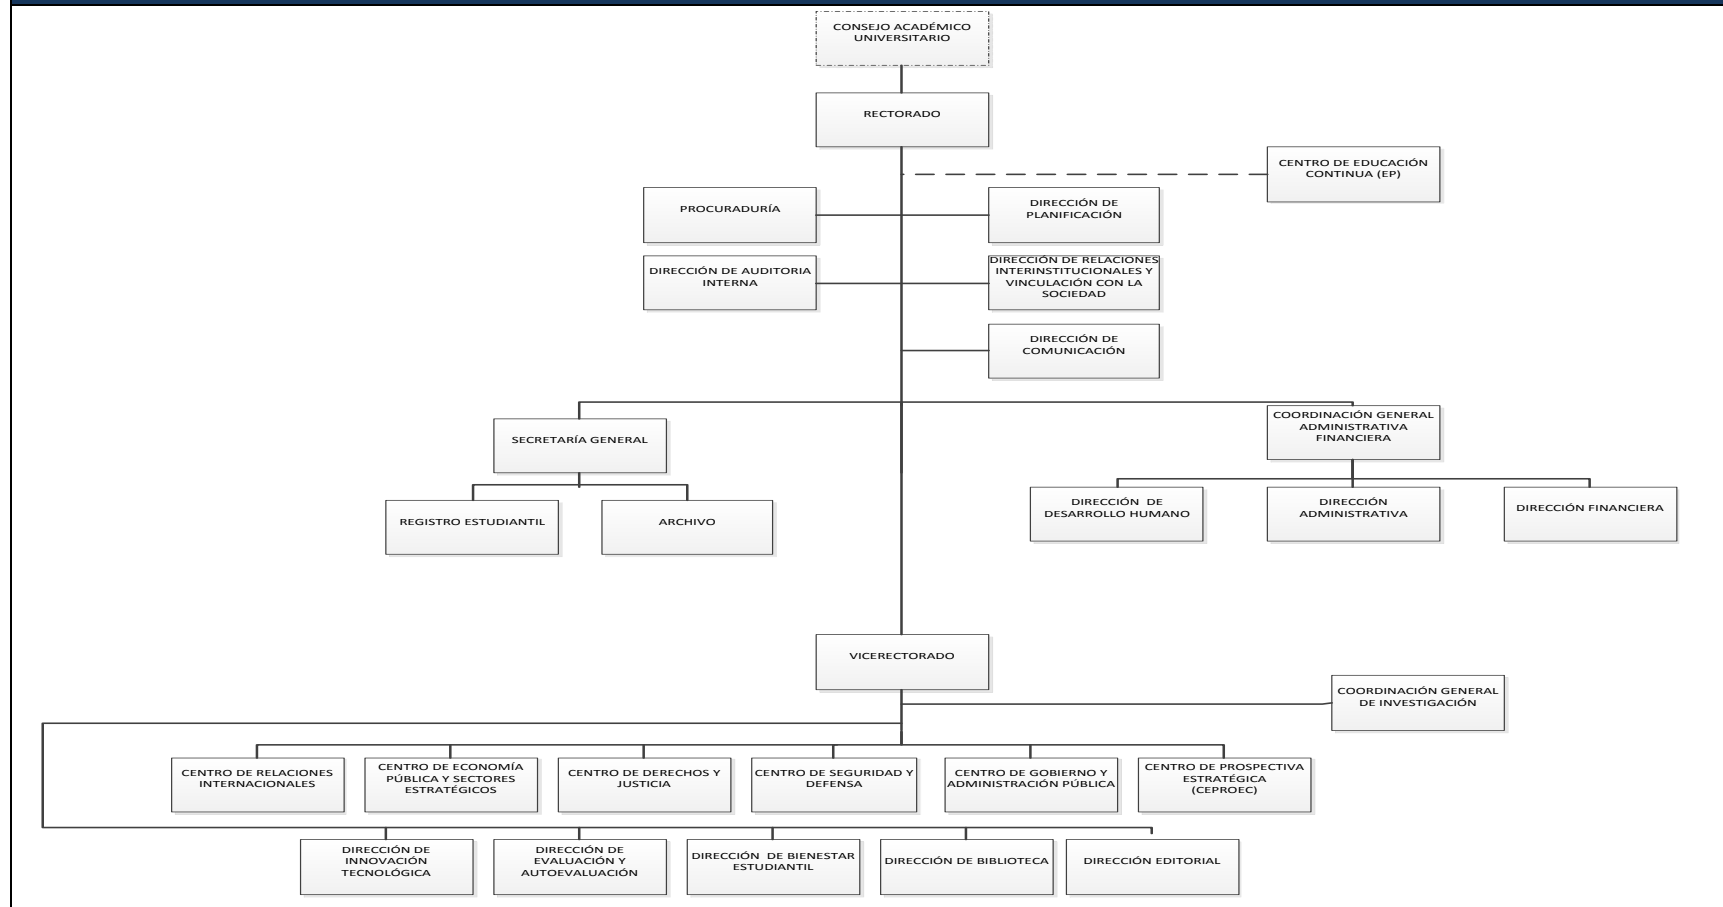 CONSEJO ACADÉMICO
UNIVERSITARIO
RECTORADO
CENTRO DE EDUCACIÓN
CONTINUA (EP)
PROCURADURÍA
DIRECCIÓN DE
PLANIFICACIÓN
DIRECCIÓN DE AUDITORIA
INTERNA
DIRECCIÓN DE RELACIONES
INTERINSTITUCIONALES Y
VINCULACIÓN CON LA
SOCIEDAD
DIRECCIÓN DE
COMUNICACIÓN
SECRETARÍA GENERAL
COORDINACIÓN GENERAL
ADMINISTRATIVA
FINANCIERA
REGISTRO ESTUDIANTIL
ARCHIVO
DIRECCIÓN  DE
DESARROLLO HUMANO
DIRECCIÓN
ADMINISTRATIVA
DIRECCIÓN FINANCIERA
VICERECTORADO
COORDINACIÓN GENERAL
DE INVESTIGACIÓN
CENTRO DE RELACIONES
INTERNACIONALES
CENTRO DE ECONOMÍA
PÚBLICA Y SECTORES
ESTRATÉGICOS
CENTRO DE DERECHOS Y
JUSTICIA
CENTRO DE SEGURIDAD Y
DEFENSA
CENTRO DE GOBIERNO Y
ADMINISTRACIÓN PÚBLICA
CENTRO DE PROSPECTIVA
ESTRATÉGICA
(CEPROEC)
DIRECCIÓN DE
INNOVACIÓN
TECNOLÓGICA
DIRECCIÓN DE
EVALUACIÓN Y
AUTOEVALUACIÓN
DIRECCIÓN  DE BIENESTAR
ESTUDIANTIL
DIRECCIÓN DE BIBLIOTECA
DIRECCIÓN EDITORIAL